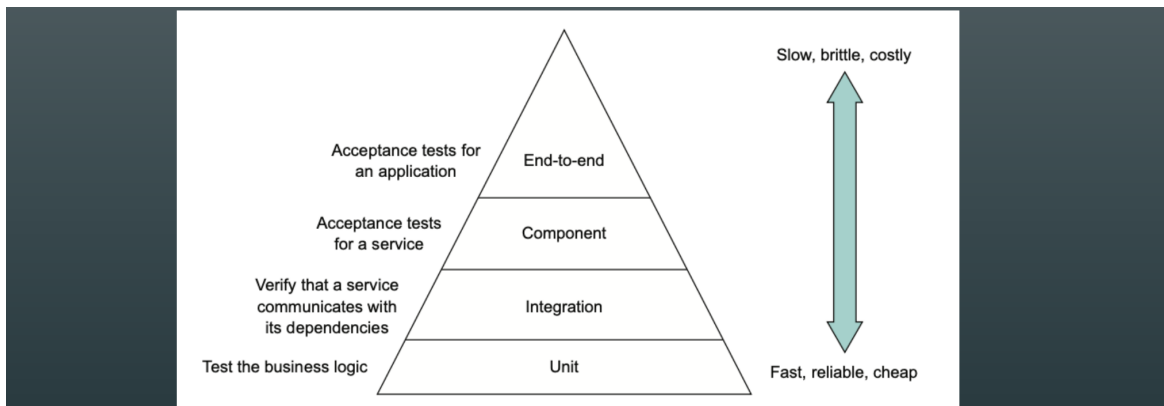 Slow, brittle, costly
Acceptance tests for
an application
End-to-end
Acceptance tests
for a service
Component
Verify that a service
communicates with
its dependencies
Integration
Test the business logic
Unit
Fast, reliable, cheap